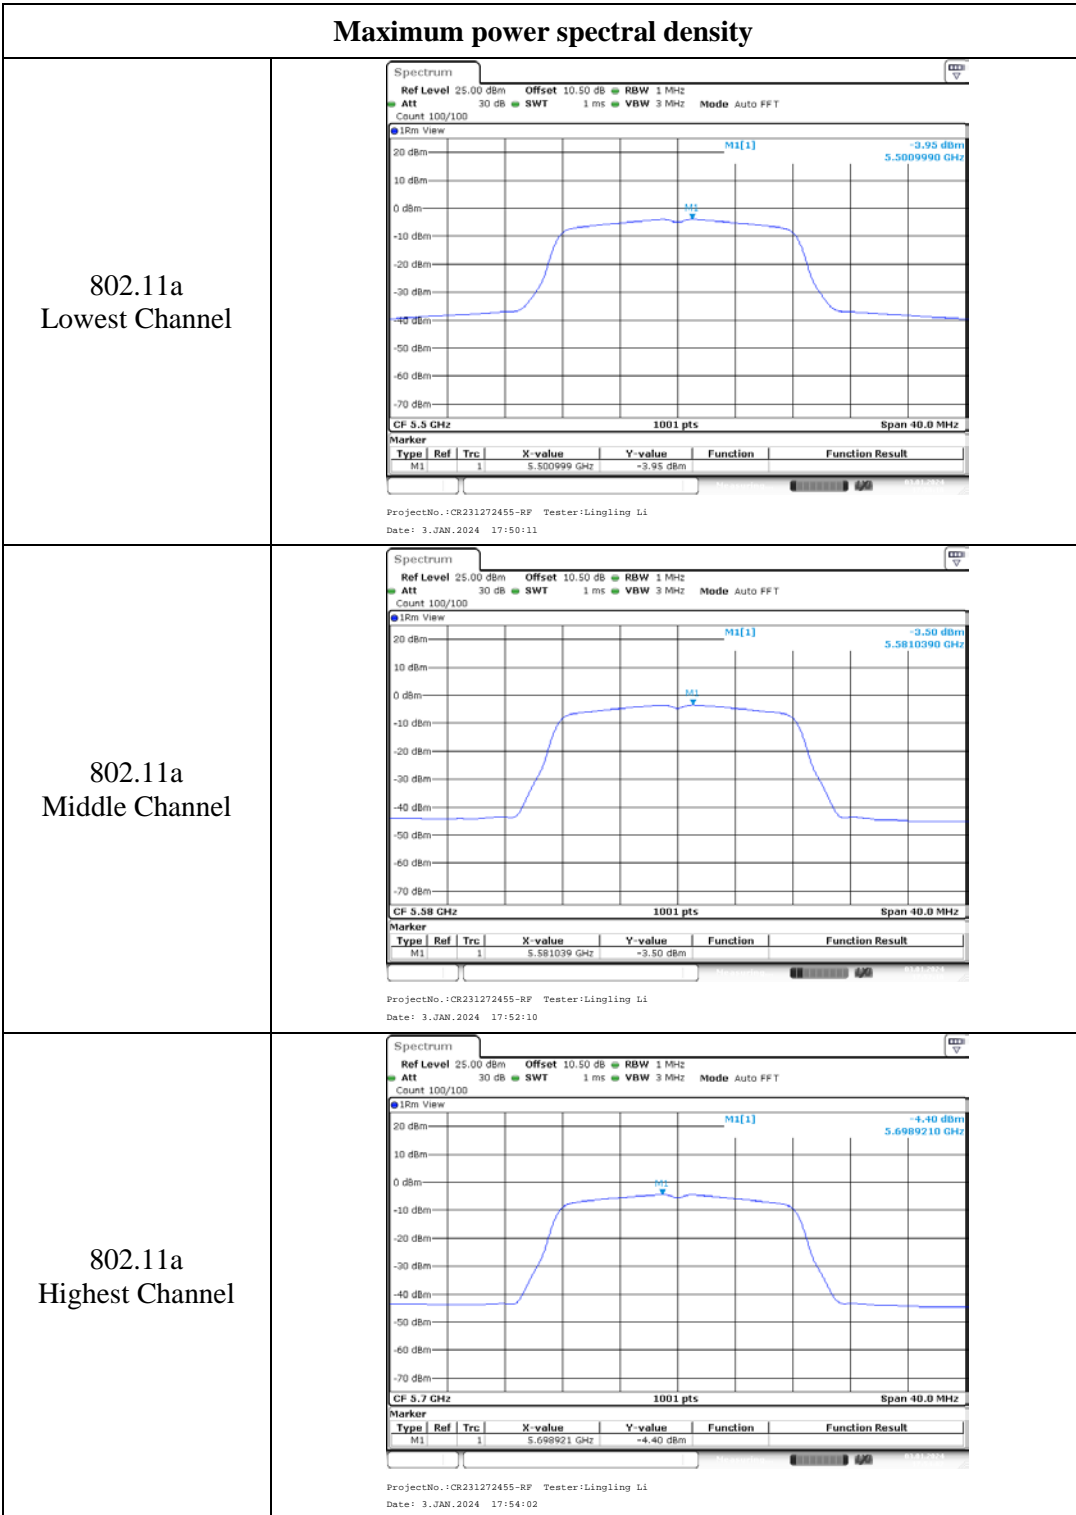 Maximum power spectral density
802.11a
Lowest Channel
Spectrum
Ref Level 25.00 dBm Offset 10.50 dB RBW 1 MHz
Att 30 dB SWT 1 ms VBW 3 MHz Mode Auto FFT
Count 100/100
1Rm View
M1[1] -3.95 dBm
5.5009990 GHz
20 dBm
10 dBm
0 dBm
M1
-10 dBm
-20 dBm
-30 dBm
-40 dBm
-50 dBm
-60 dBm
-70 dBm
CF 5.5 GHz 1001 pts Span 40.0 MHz
Marker
Type Ref Trc X-value Y-value Function Function Result
M1 1 5.500999 GHz -3.95 dBm
ProjectNo.:CR231272455-RF Tester:Lingling Li
Date: 3.JAN.2024 17:50:11
802.11a
Middle Channel
Spectrum
Ref Level 25.00 dBm Offset 10.50 dB RBW 1 MHz
Att 30 dB SWT 1 ms VBW 3 MHz Mode Auto FFT
Count 100/100
1Rm View
M1[1] -3.50 dBm
5.5810390 GHz
20 dBm
10 dBm
0 dBm
M1
-10 dBm
-20 dBm
-30 dBm
-40 dBm
-50 dBm
-60 dBm
-70 dBm
CF 5.58 GHz 1001 pts Span 40.0 MHz
Marker
Type Ref Trc X-value Y-value Function Function Result
M1 1 5.581039 GHz -3.50 dBm
ProjectNo.:CR231272455-RF Tester:Lingling Li
Date: 3.JAN.2024 17:52:10
802.11a
Highest Channel
Spectrum
Ref Level 25.00 dBm Offset 10.50 dB RBW 1 MHz
Att 30 dB SWT 1 ms VBW 3 MHz Mode Auto FFT
Count 100/100
1Rm View
M1[1] -4.40 dBm
5.6989210 GHz
20 dBm
10 dBm
0 dBm
M1
-10 dBm
-20 dBm
-30 dBm
-40 dBm
-50 dBm
-60 dBm
-70 dBm
CF 5.7 GHz 1001 pts Span 40.0 MHz
Marker
Type Ref Trc X-value Y-value Function Function Result
M1 1 5.698921 GHz -4.40 dBm
ProjectNo.:CR231272455-RF Tester:Lingling Li
Date: 3.JAN.2024 17:54:02